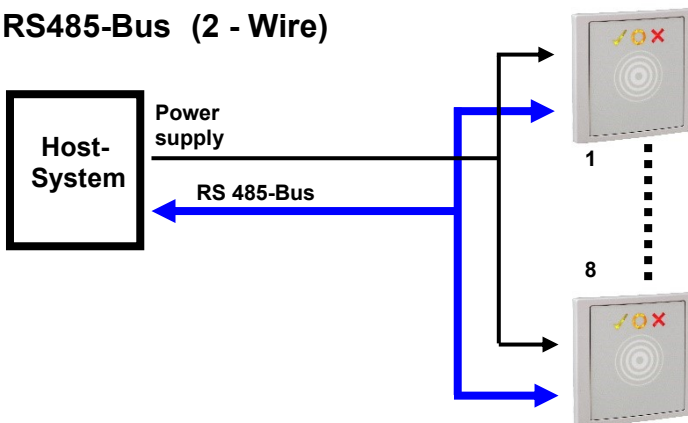 RS485-Bus (2 - Wire)
Power
supply
Host-
System
RS 485-Bus
1
8